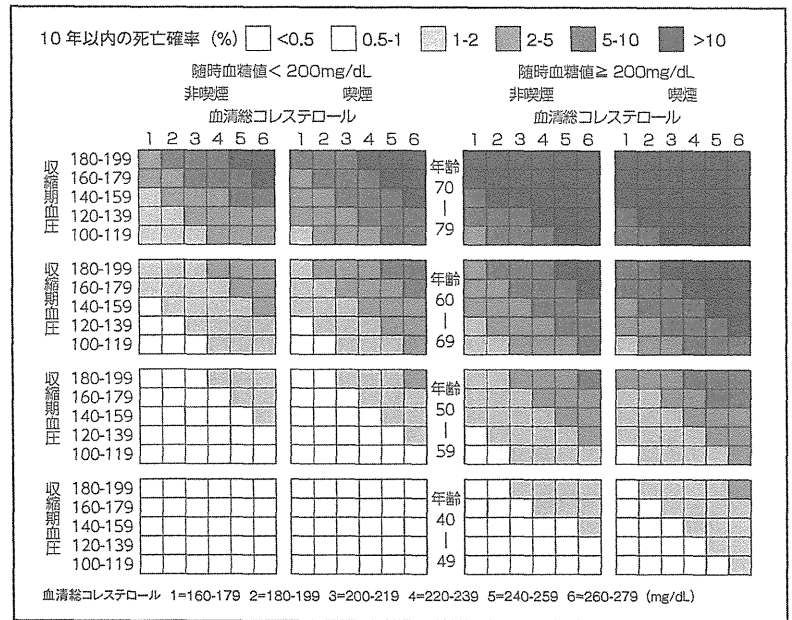 10年以内の死亡確率 (%) <0.5 0.5-1 1-2 2-5 5-10 >10
随時血糖値<200mg/dL 随時血糖値≧200mg/dL
非喫煙 喫煙 非喫煙 喫煙
血清総コレステロール 血清総コレステロール
1 2 3 4 5 6 1 2 3 4 5 6 1 2 3 4 5 6 1 2 3 4 5 6
収縮期血圧
180-199
160-179
140-159
120-139
100-119
年齢
70
|
79
収縮期血圧
180-199
160-179
140-159
120-139
100-119
年齢
60
|
69
収縮期血圧
180-199
160-179
140-159
120-139
100-119
年齢
50
|
59
収縮期血圧
180-199
160-179
140-159
120-139
100-119
年齢
40
|
49
血清総コレステロール 1=160-179 2=180-199 3=200-219 4=220-239 5=240-259 6=260-279 (mg/dL)